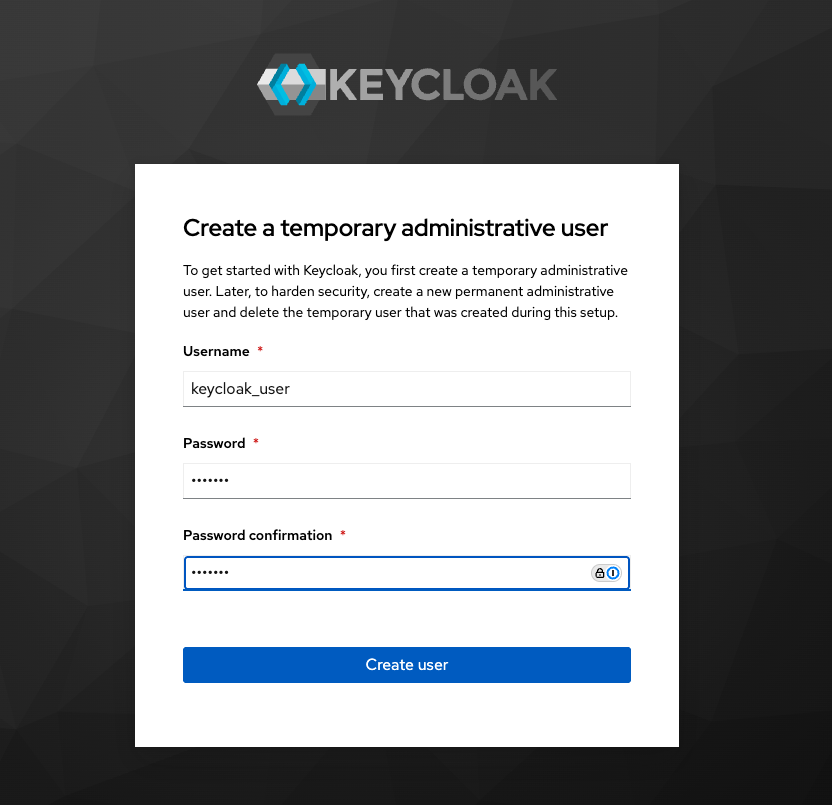 KEYCLOAK
Create a temporary administrative user
To get started with Keycloak, you first create a temporary administrative
user. Later, to harden security, create a new permanent administrative
user and delete the temporary user that was created during this setup.
Username *
keycloak_user
Password *
•••••••
Password confirmation *
•••••••
Create user